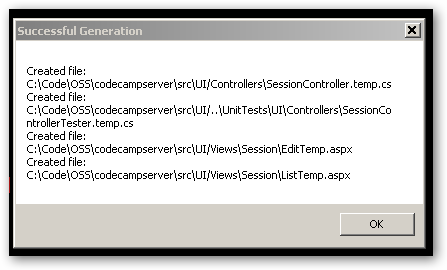 Successful Generation
Created file:
C:\Code\OSS\codecampserver\src\UI/Controllers\SessionController.temp.cs
Created file:
C:\Code\OSS\codecampserver\src\UI/..\UnitTests\UI\Controllers\SessionCo
ntrollerTester.temp.cs
Created file:
C:\Code\OSS\codecampserver\src\UI/Views\Session\EditTemp.aspx
Created file:
C:\Code\OSS\codecampserver\src\UI/Views\Session\ListTemp.aspx
OK